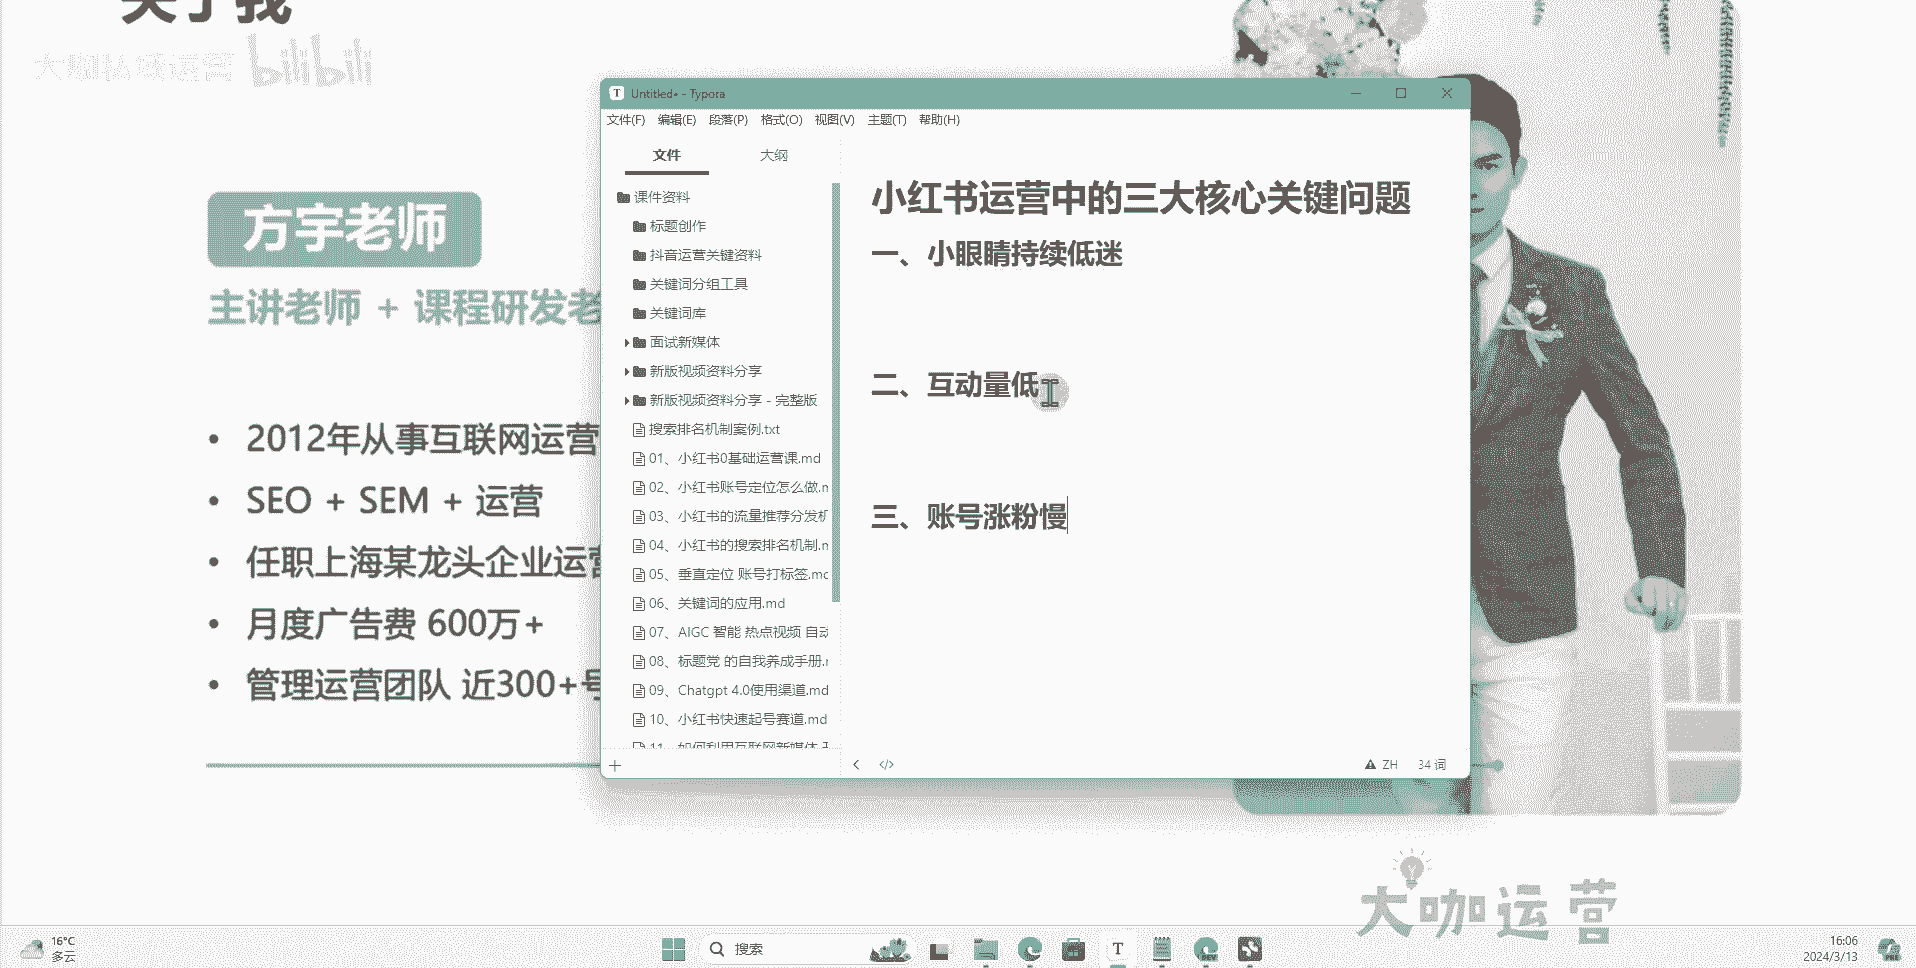 关于我
大咖私域运营 bilibili
方宇老师
主讲老师 + 课程研发老
2012年从事互联网运营
SEO + SEM + 运营
任职上海某龙头企业运营
月度广告费 600万+
管理运营团队 近300+号
Untitled• - Typora
文件(F) 编辑(E) 段落(P) 格式(O) 视图(V) 主题(T) 帮助(H)
文件 大纲
课件资料
标题创作
抖音运营关键资料
关键词分组工具
关键词库
面试新媒体
新版视频资料分享
新版视频资料分享 - 完整版
搜索排名机制案例.txt
01、小红书0基础运营课.md
02、小红书账号定位怎么做.m
03、小红书的流量推荐分发机
04、小红书的搜索排名机制.m
05、垂直定位 账号打标签.md
06、关键词的应用.md
07、AIGC 智能 热点视频 自动
08、标题党 的自我养成手册.m
09、Chatgpt 4.0使用渠道.md
10、小红书快速起号赛道.md
11、如何利用互联网新媒体
小红书运营中的三大核心关键问题
一、小眼睛持续低迷
二、互动量低
三、账号涨粉慢
ZH 34 词
大咖运营
16°C
多云
搜索
T
DEV
16:06
2024/3/13
PRE